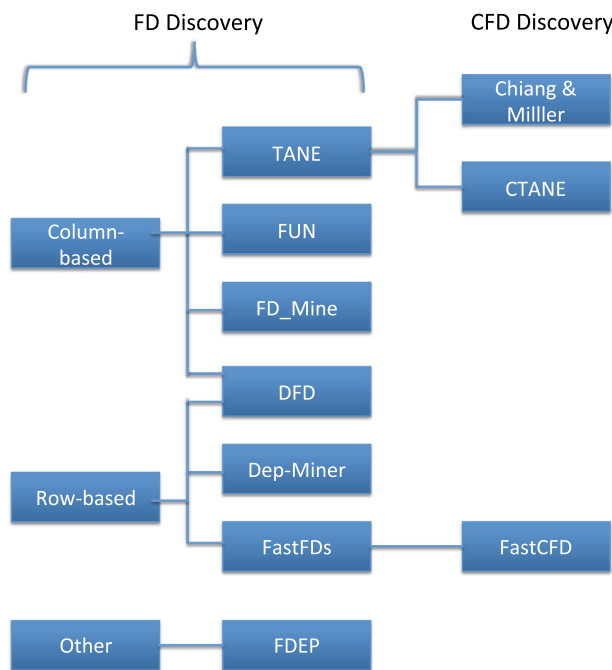 FD Discovery
CFD Discovery
Chiang &
Milller
TANE
CTANE
Column-
based
FUN
FD_Mine
DFD
Dep-Miner
Row-based
FastFDs
FastCFD
Other
FDEP